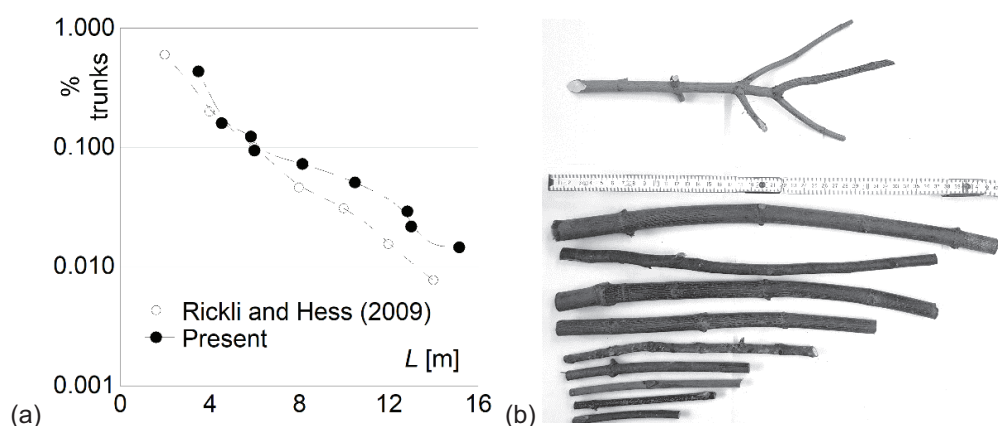 1.000
%
trunks
0.100
0.010
Rickli and Hess (2009)
Present
L [m]
0.001
0
4
8
12
16
(a)
(b)